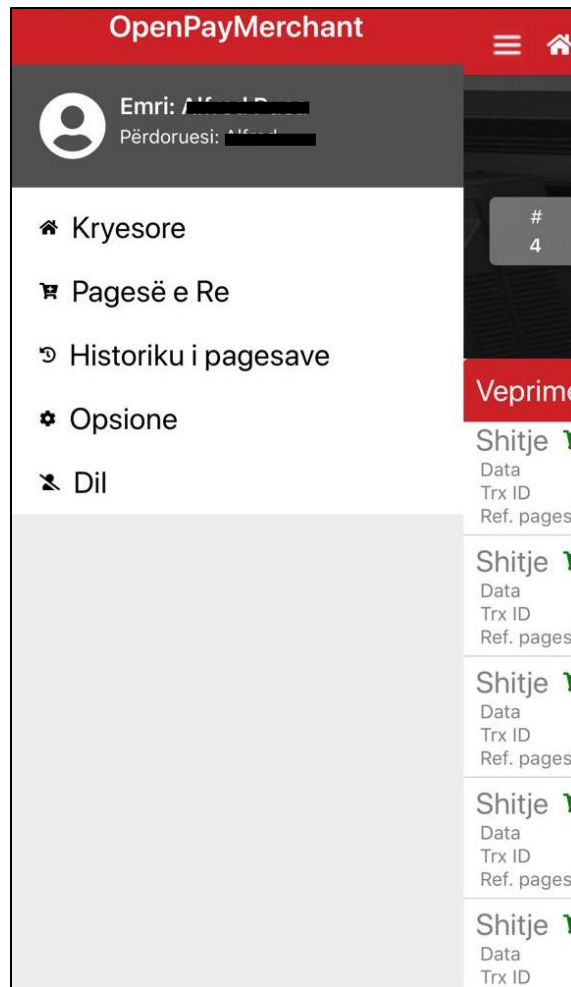 OpenPayMerchant
Emri:
Përdoruesi:
Kryesore
Pagesë e Re
Historiku i pagesave
Opsione
Dil
#
4
Veprime
Shitje
Data
Trx ID
Ref. pages
Shitje
Data
Trx ID
Ref. pages
Shitje
Data
Trx ID
Ref. pages
Shitje
Data
Trx ID
Ref. pages
Shitje
Data
Trx ID